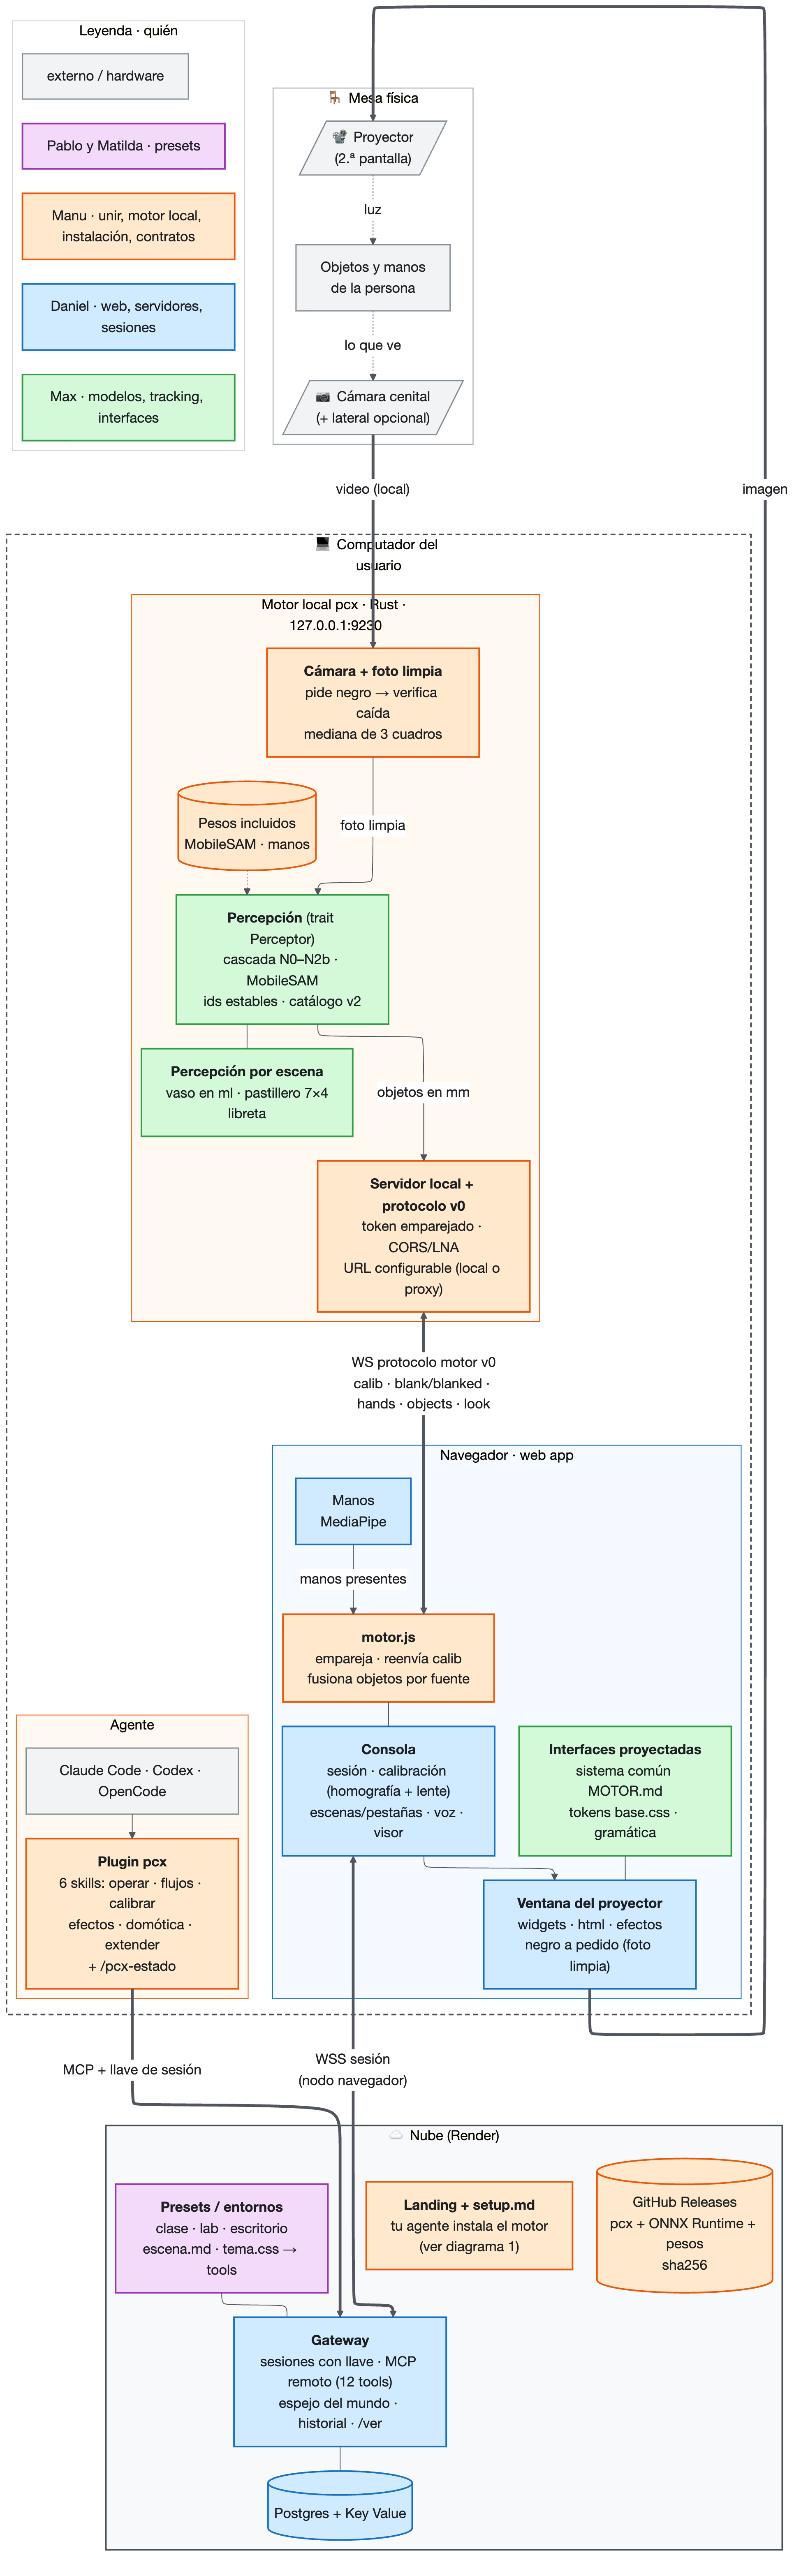 Leyenda · quién
externo / hardware
Pablo y Matilda · presets
Manu · unir, motor local,
instalación, contratos
Daniel · web, servidores,
sesiones
Max · modelos, tracking,
interfaces
Mesa física
Proyector
(2.ª pantalla)
luz
Objetos y manos
de la persona
lo que ve
Cámara cenital
(+ lateral opcional)
video (local)
imagen
Computador del
usuario
Motor local pcx · Rust ·
127.0.0.1:9230
Cámara + foto limpia
pide negro → verifica
caída
mediana de 3 cuadros
Pesos incluidos
MobileSAM · manos
foto limpia
Percepción (trait
Perceptor)
cascada N0–N2b ·
MobileSAM
ids estables · catálogo v2
Percepción por escena
vaso en ml · pastillero 7×4
libreta
objetos en mm
Servidor local +
protocolo v0
token emparejado ·
CORS/LNA
URL configurable (local o
proxy)
WS protocolo motor v0
calib · blank/blanked ·
hands · objects · look
Navegador · web app
Manos
MediaPipe
manos presentes
motor.js
empareja · reenvía calib
fusiona objetos por fuente
Agente
Claude Code · Codex ·
OpenCode
Plugin pcx
6 skills: operar · flujos ·
calibrar
efectos · domótica ·
extender
+ /pcx-estado
Consola
sesión · calibración
(homografía + lente)
escenas/pestañas · voz ·
visor
Interfaces proyectadas
sistema común
MOTOR.md
tokens base.css ·
gramática
Ventana del proyector
widgets · html · efectos
negro a pedido (foto
limpia)
MCP + llave de sesión
WSS sesión
(nodo navegador)
Nube (Render)
Presets / entornos
clase · lab · escritorio
escena.md · tema.css →
tools
Landing + setup.md
tu agente instala el motor
(ver diagrama 1)
GitHub Releases
pcx + ONNX Runtime +
pesos
sha256
Gateway
sesiones con llave · MCP
remoto (12 tools)
espejo del mundo ·
historial · /ver
Postgres + Key Value